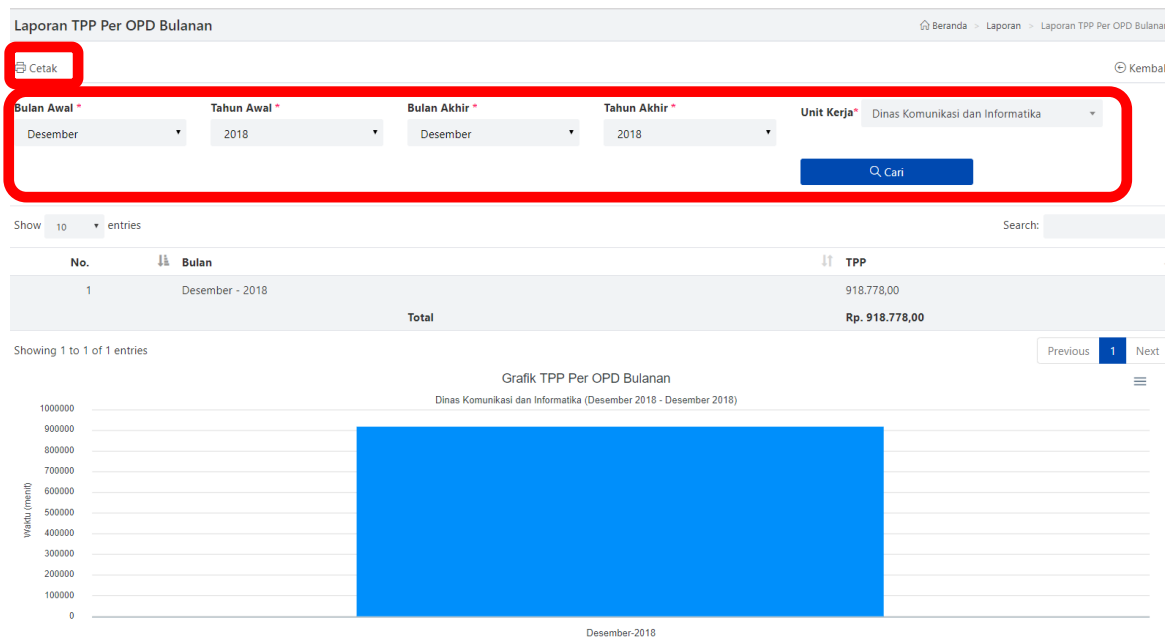 Laporan TPP Per OPD Bulanan
Beranda > Laporan > Laporan TPP Per OPD Bulanan
Cetak
Kembali
Bulan Awal * Tahun Awal * Bulan Akhir * Tahun Akhir * Unit Kerja* Dinas Komunikasi dan Informatika
Desember 2018 Desember 2018
Cari
Show 10 entries Search:
No. Bulan TPP
1 Desember - 2018 918.778,00
Total Rp. 918.778,00
Showing 1 to 1 of 1 entries Previous 1 Next
Grafik TPP Per OPD Bulanan
Dinas Komunikasi dan Informatika (Desember 2018 - Desember 2018)
Waktu (menit)
1000000
900000
800000
700000
600000
500000
400000
300000
200000
100000
0
Desember-2018